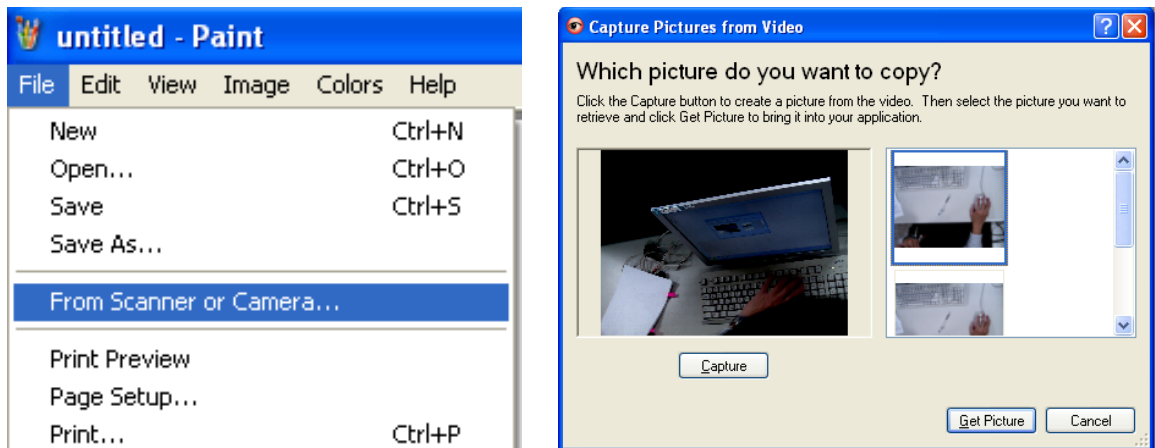 untitled - Paint
File Edit View Image Colors Help
New Ctrl+N
Open... Ctrl+O
Save Ctrl+S
Save As...
From Scanner or Camera...
Print Preview
Page Setup...
Print... Ctrl+P
Capture Pictures from Video
Which picture do you want to copy?
Click the Capture button to create a picture from the video. Then select the picture you want to
retrieve and click Get Picture to bring it into your application.
Capture
Get Picture Cancel